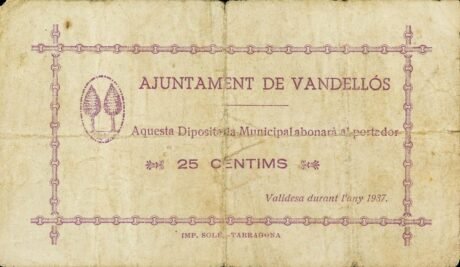 AJUNTAMENT DE VANDELLÓS
Aquesta Dipositaria Municipal abonarà al portador
25 CÈNTIMS
Validesa durant l'any 1937.
IMP. SOLÉ.-TARRAGONA